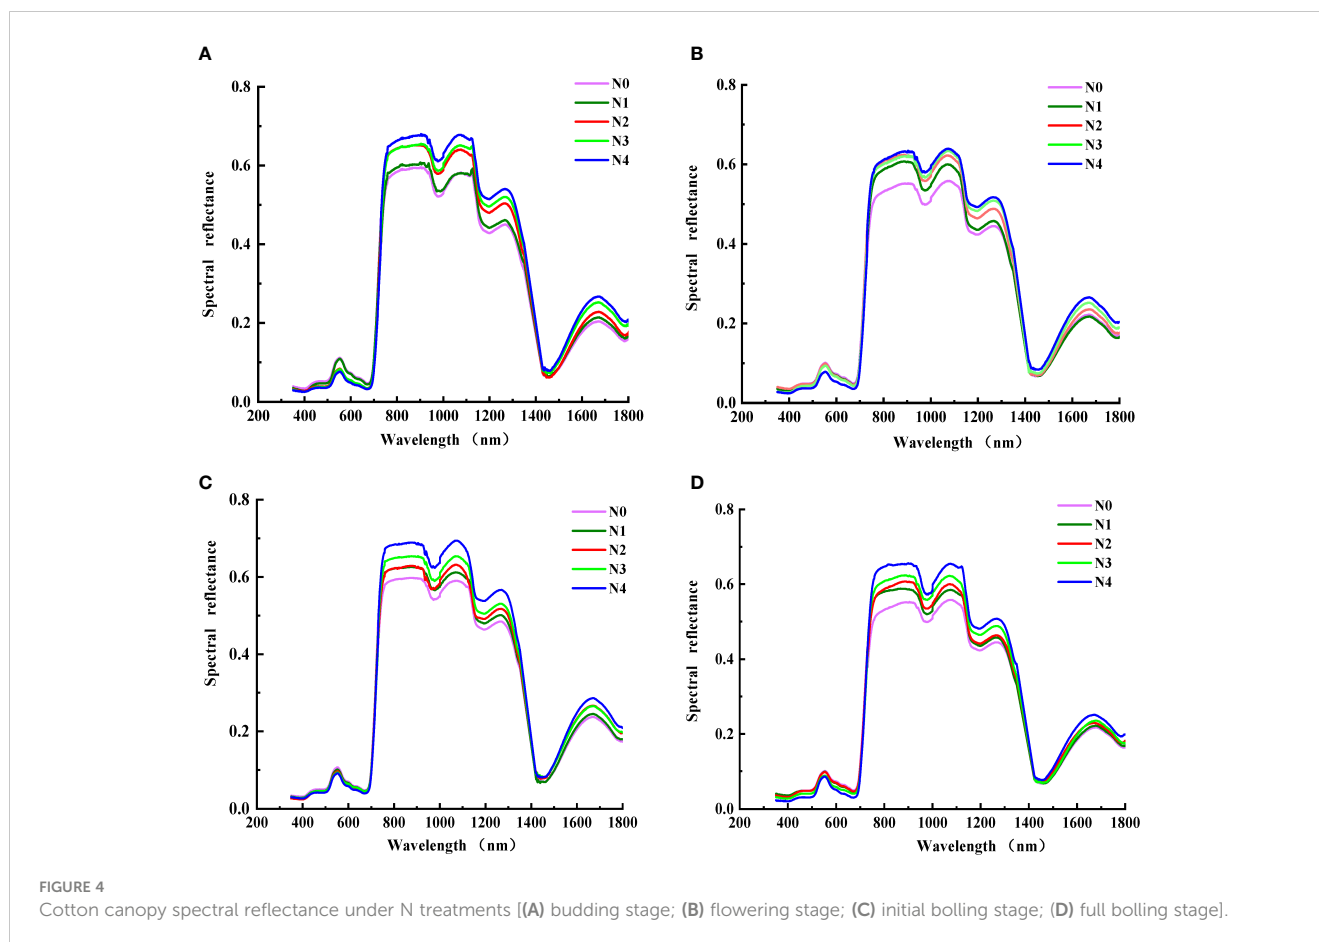 A
0.8
0.6
0.4
0.2
0.0
200 400 600 800 1000 1200 1400 1600 1800
Spectral reflectance
Wavelength （nm）
N0
N1
N2
N3
N4
B
0.8
0.6
0.4
0.2
0.0
200 400 600 800 1000 1200 1400 1600 1800
Spectral reflectance
Wavelength （nm）
N0
N1
N2
N3
N4
C
0.8
0.6
0.4
0.2
0.0
200 400 600 800 1000 1200 1400 1600 1800
Spectral reflectance
Wavelength （nm）
N0
N1
N2
N3
N4
D
0.8
0.6
0.4
0.2
0.0
200 400 600 800 1000 1200 1400 1600 1800
Spectral reflectance
Wavelength （nm）
N0
N1
N2
N3
N4
FIGURE 4
Cotton canopy spectral reflectance under N treatments [(A) budding stage; (B) flowering stage; (C) initial bolling stage; (D) full bolling stage].